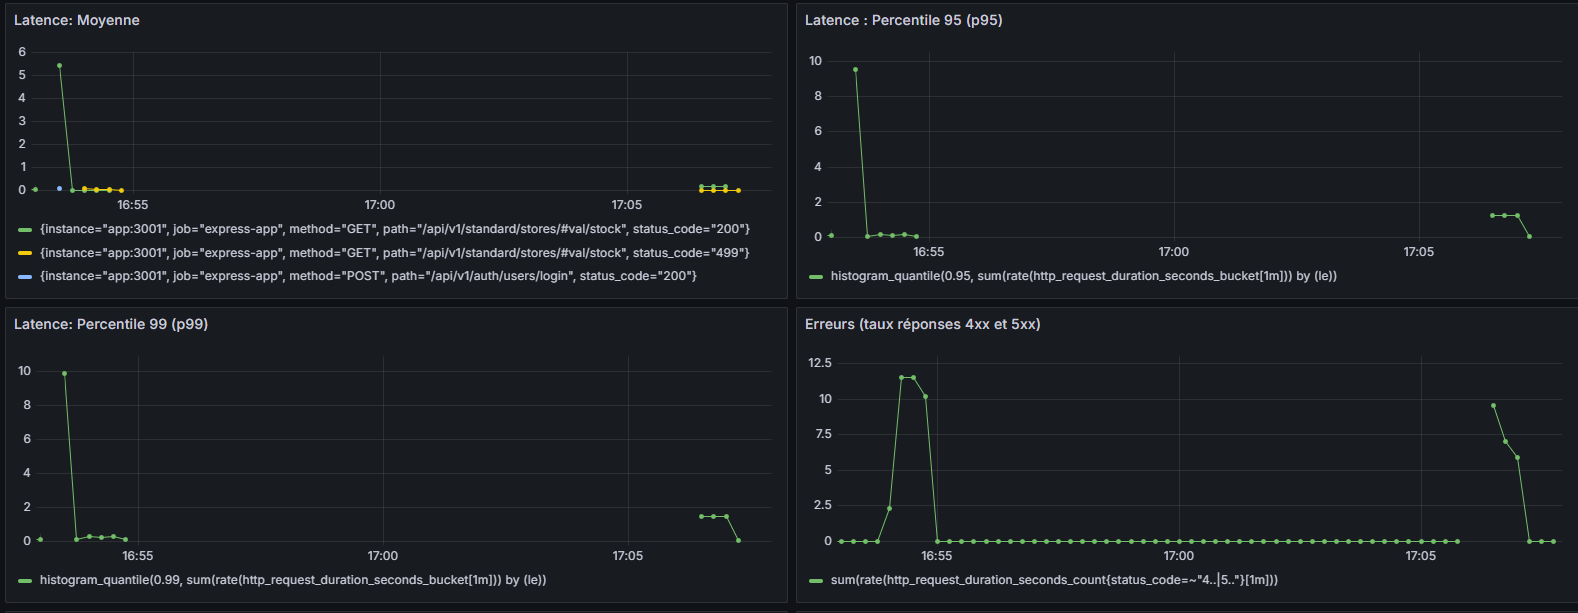 Latence: Moyenne
6
5
4
3
2
1
0
16:55 17:00 17:05
{instance="app:3001", job="express-app", method="GET", path="/api/v1/standard/stores/#val/stock", status_code="200"}
{instance="app:3001", job="express-app", method="GET", path="/api/v1/standard/stores/#val/stock", status_code="499"}
{instance="app:3001", job="express-app", method="POST", path="/api/v1/auth/users/login", status_code="200"}
Latence : Percentile 95 (p95)
10
8
6
4
2
0
16:55 17:00 17:05
histogram_quantile(0.95, sum(rate(http_request_duration_seconds_bucket[1m])) by (le))
Latence: Percentile 99 (p99)
10
8
6
4
2
0
16:55 17:00 17:05
histogram_quantile(0.99, sum(rate(http_request_duration_seconds_bucket[1m])) by (le))
Erreurs (taux réponses 4xx et 5xx)
12.5
10
7.5
5
2.5
0
16:55 17:00 17:05
sum(rate(http_request_duration_seconds_count{status_code=~"4..|5.."}[1m]))